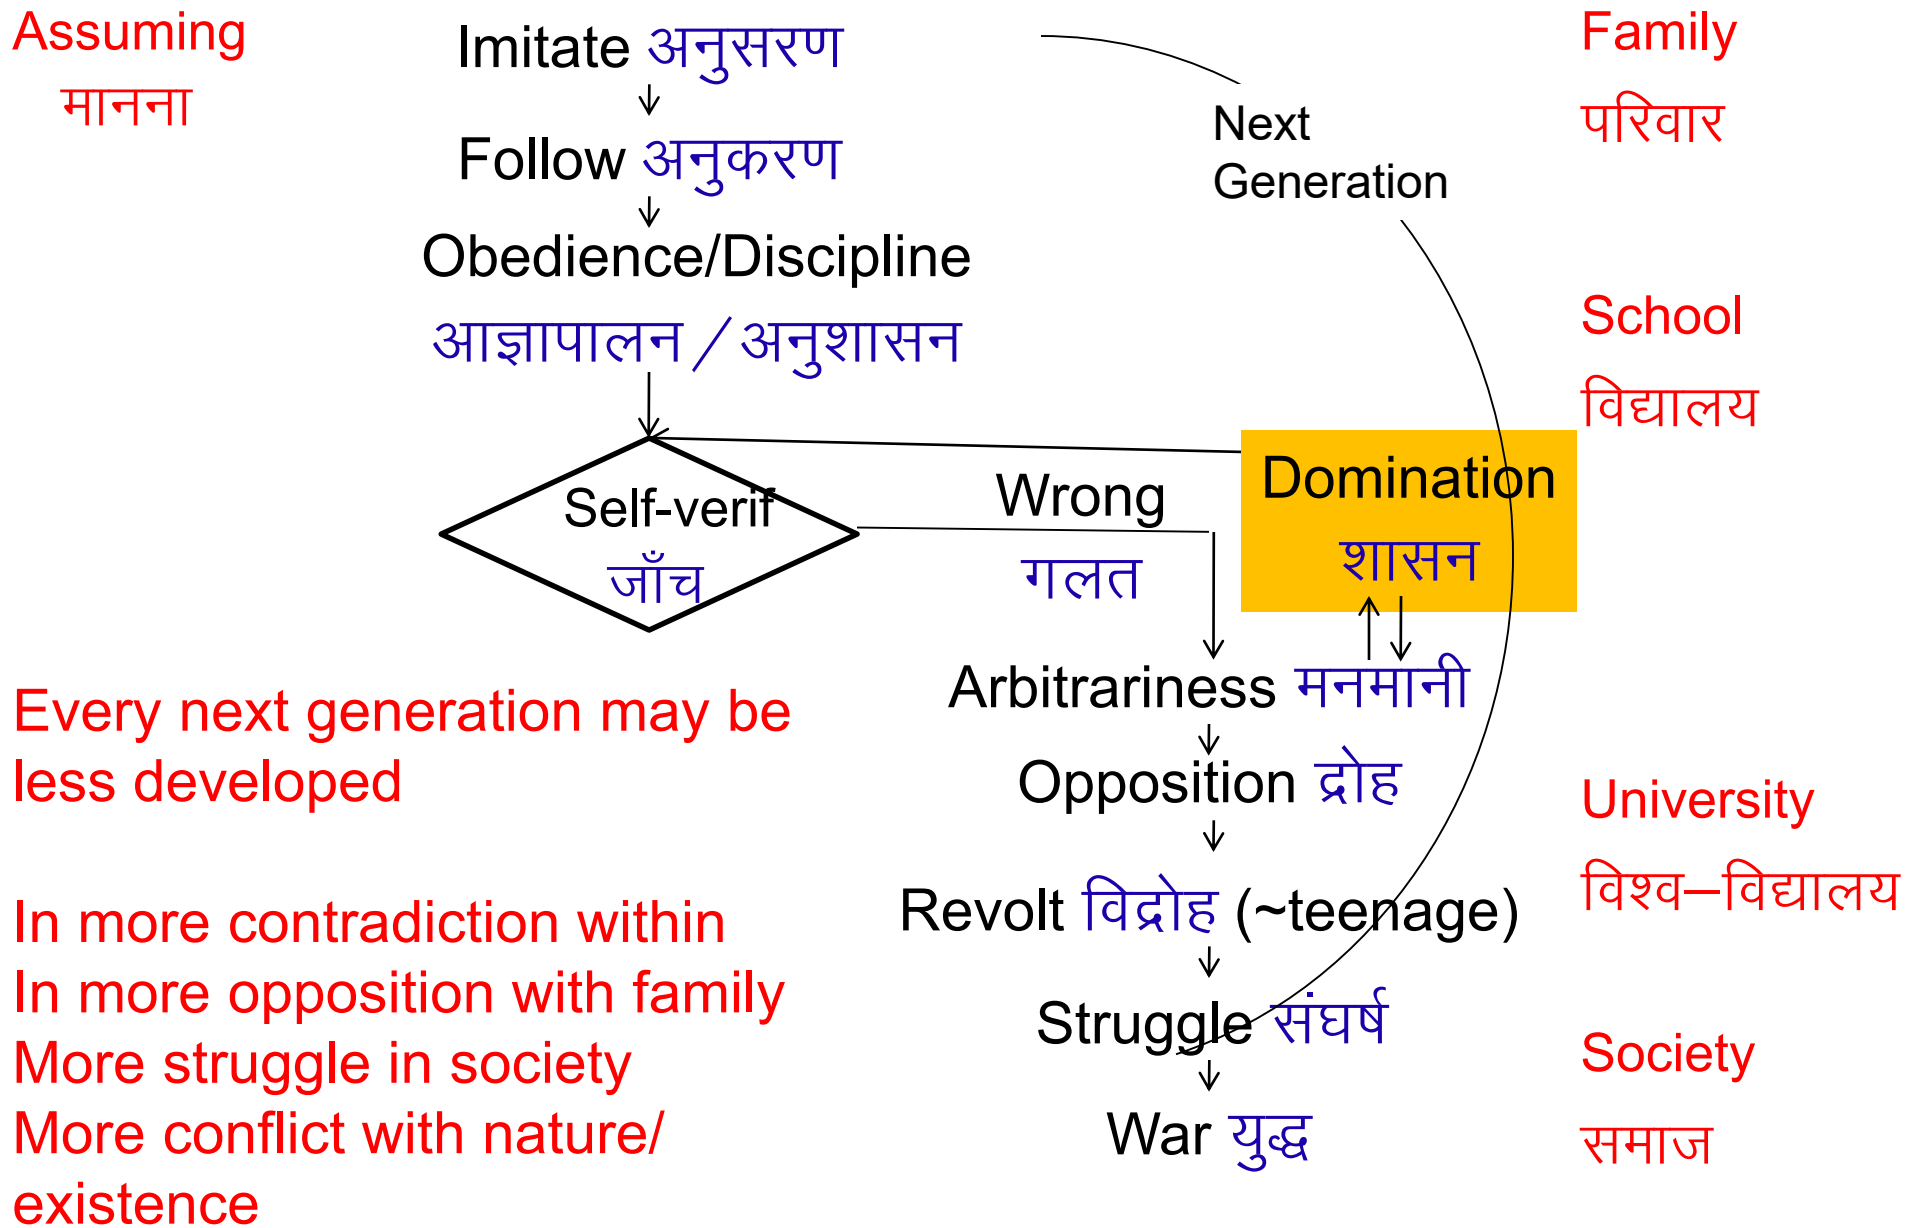 Assuming
मानना
Imitate अनुसरण
Follow अनुकरण
Obedience/Discipline
आज्ञापालन / अनुशासन
Self-verif
जाँच
Wrong
गलत
Domination
शासन
Next
Generation
Arbitrariness मनमानी
Opposition द्रोह
Revolt विद्रोह (~teenage)
Struggle संघर्ष
War युद्ध
Every next generation may be
less developed
In more contradiction within
In more opposition with family
More struggle in society
More conflict with nature/
existence
Family
परिवार
School
विद्यालय
University
विश्व–विद्यालय
Society
समाज